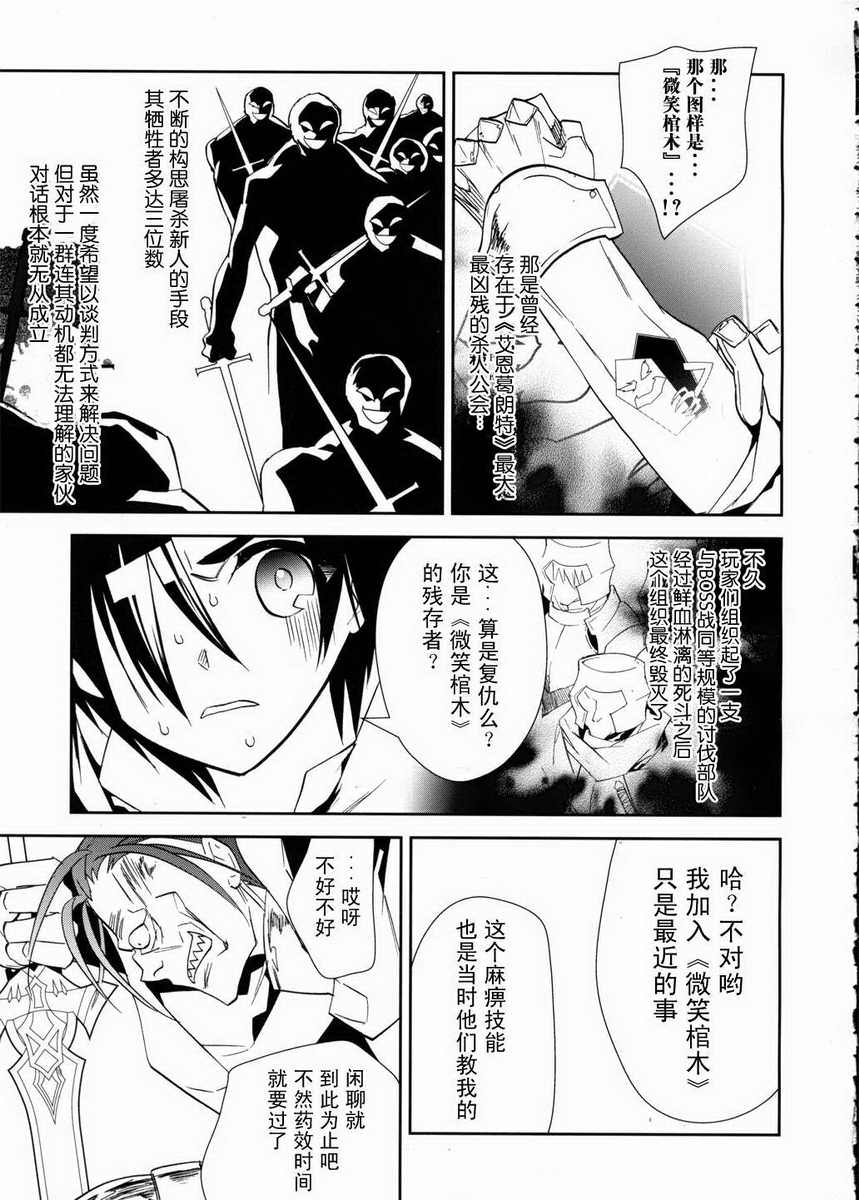 那...
那个图样是...
『微笑棺木』...!?
那是曾经
存在于《艾恩葛朗特》最大
最凶残的杀人公会…
不断的构思屠杀新人的手段
其牺牲者多达三位数
虽然一度希望以谈判方式来解决问题
但对于一群连其动机都无法理解的家伙
对话根本就无从成立
不久
玩家们组织起了一支
与BOSS战同等规模的讨伐部队
经过鲜血淋漓的死斗之后
这个组织最终毁灭了
这...算是复仇么？
你是《微笑棺木》
的残存者？
哈？不对哟
我加入《微笑棺木》
只是最近的事
这个麻痹技能
也是当时他们教我的
...哎呀
不好不好
闲聊就
到此为止吧
不然药效时间
就要过了